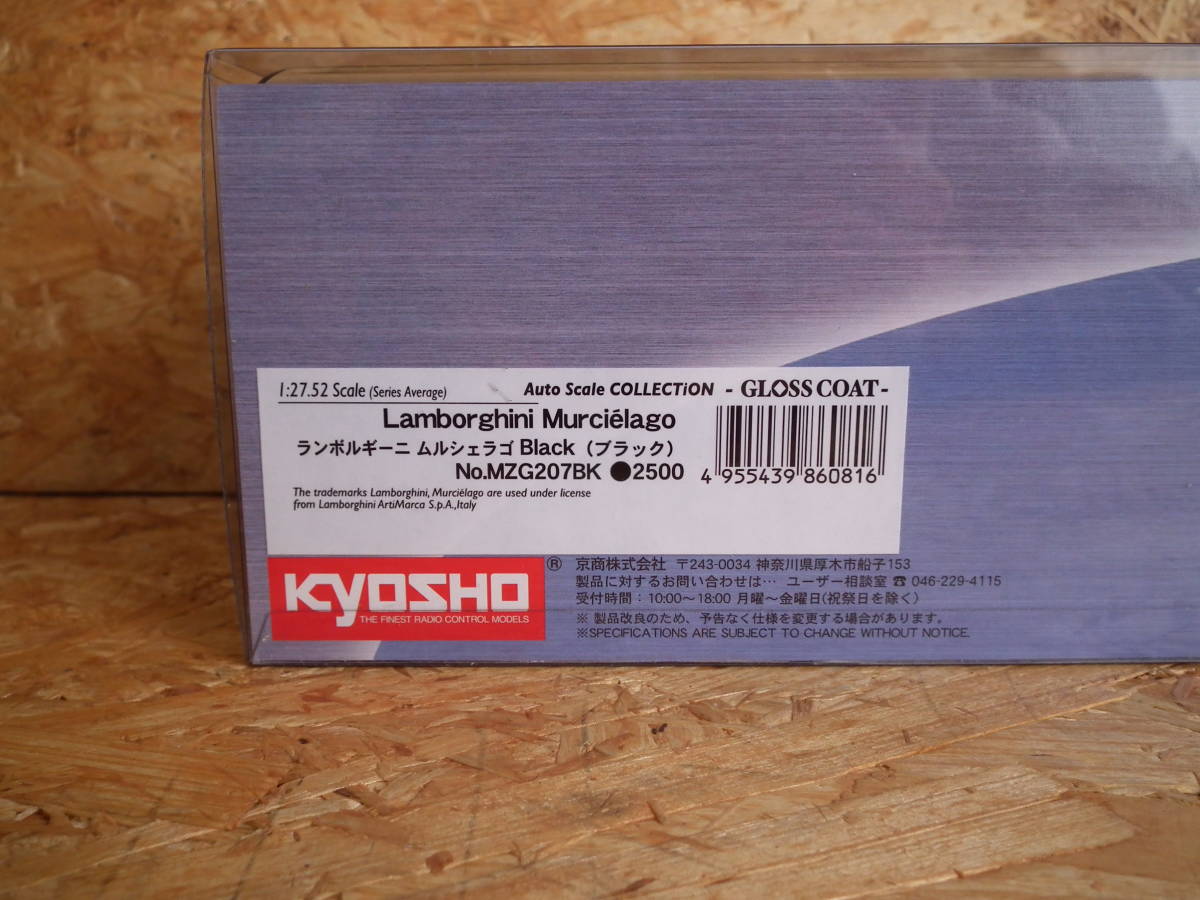 1:27.52 Scale (Series Average) Auto Scale COLLECTiON - GLOSS COAT -
Lamborghini Murciélago
ランボルギーニ ムルシェラゴ Black (ブラック)
No.MZG207BK ●2500
4 955439 860816
The trademarks Lamborghini, Murciélago are used under license
from Lamborghini ArtiMarca S.p.A.,Italy
KYOSHO ®
THE FINEST RADIO CONTROL MODELS
京商株式会社 〒243-0034 神奈川県厚木市船子153
製品に対するお問い合わせは… ユーザー相談室 ☎ 046-229-4115
受付時間：10:00〜18:00 月曜〜金曜日(祝祭日を除く)
※ 製品改良のため、予告なく仕様を変更する場合があります。
※SPECIFICATIONS ARE SUBJECT TO CHANGE WITHOUT NOTICE.